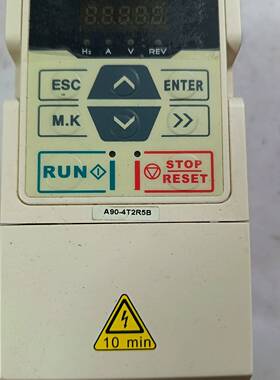 Hz A V REV
ESC ENTER
M.K >>
RUN STOP
RESET
A90-4T2R5B
10 min